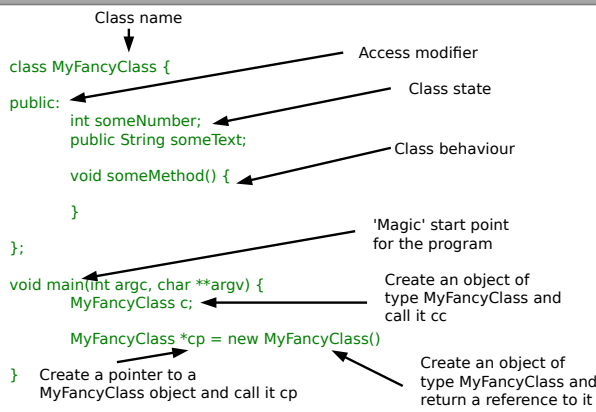 Class name
class MyFancyClass {
Access modifier
public:
Class state
int someNumber;
public String someText;
Class behaviour
void someMethod() {
}
};
'Magic' start point
for the program
void main(int argc, char **argv) {
MyFancyClass c;
Create an object of
type MyFancyClass and
call it cc
MyFancyClass *cp = new MyFancyClass()
}
Create a pointer to a
MyFancyClass object and call it cp
Create an object of
type MyFancyClass and
return a reference to it